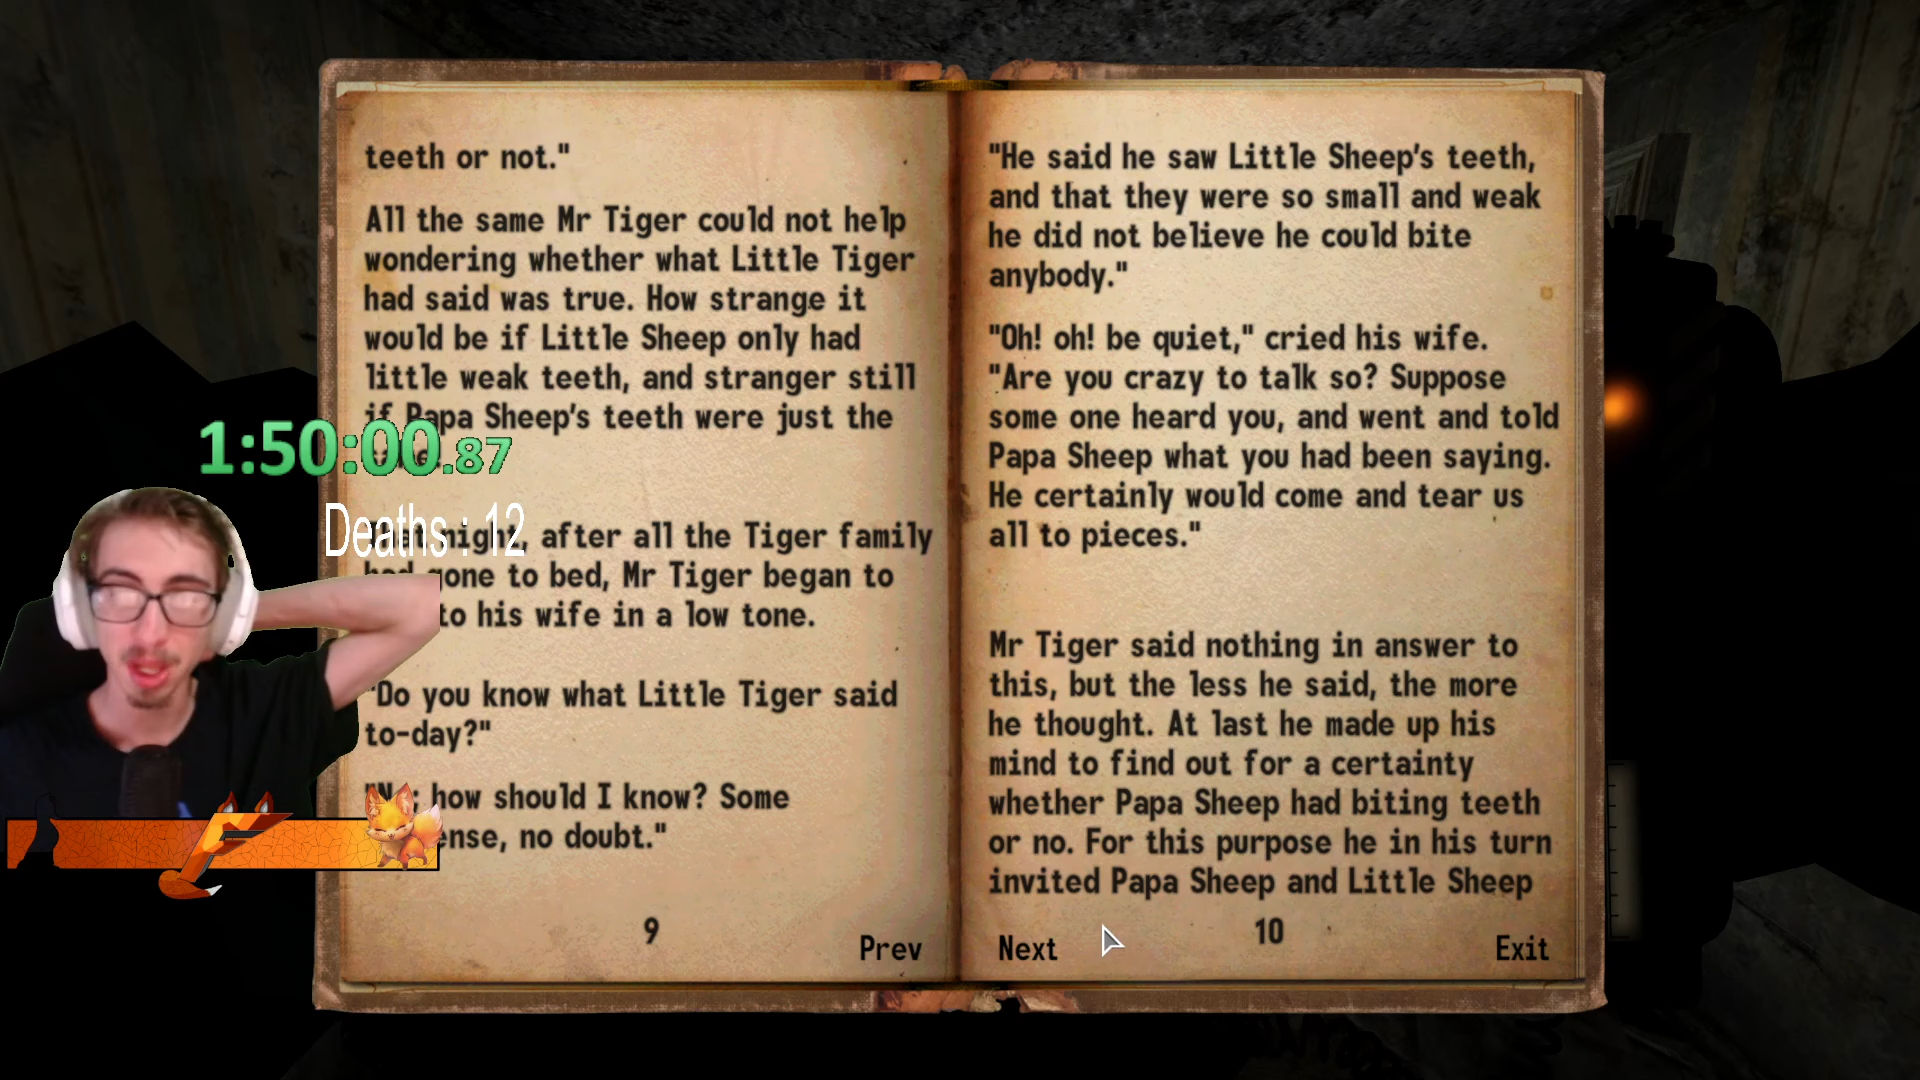 teeth or not."
All the same Mr Tiger could not help
wondering whether what Little Tiger
had said was true. How strange it
would be if Little Sheep only had
little weak teeth, and stranger still
if Papa Sheep's teeth were just the
1:50:00.87
Deaths : 12
night, after all the Tiger family
had gone to bed, Mr Tiger began to
to his wife in a low tone.
"Do you know what Little Tiger said
to-day?"
how should I know? Some
no doubt."
9
Prev
"He said he saw Little Sheep's teeth,
and that they were so small and weak
he did not believe he could bite
anybody."
"Oh! oh! be quiet," cried his wife.
"Are you crazy to talk so? Suppose
some one heard you, and went and told
Papa Sheep what you had been saying.
He certainly would come and tear us
all to pieces."
Mr Tiger said nothing in answer to
this, but the less he said, the more
he thought. At last he made up his
mind to find out for a certainty
whether Papa Sheep had biting teeth
or no. For this purpose he in his turn
invited Papa Sheep and Little Sheep
Next
10
Exit